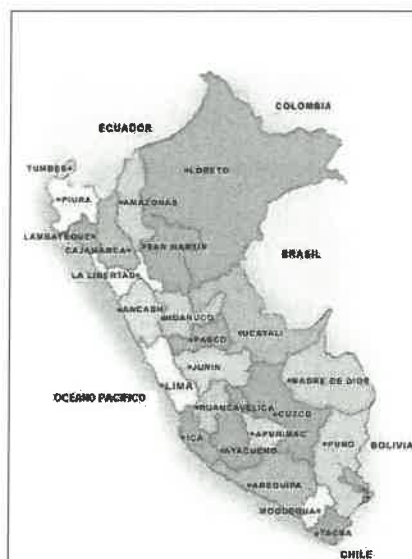 COLOMBIA
ECUADOR
LORETO
TUMBES
PIURA
AMAZONAS
LAMBAYEQUE
CAJAMARCA
SAN MARTIN
BRASIL
LA LIBERTAD
ANCASH
HUANUCO
UCAYALI
PASCO
JUNIN
LIMA
MADRE DE DIOS
OCEANO PACIFICO
HUANCAVELICA
CUZCO
ICA
APURIMAC
PUNO
BOLIVIA
AYACUCHO
AREQUIPA
MOQUEGUA
TACNA
CHILE